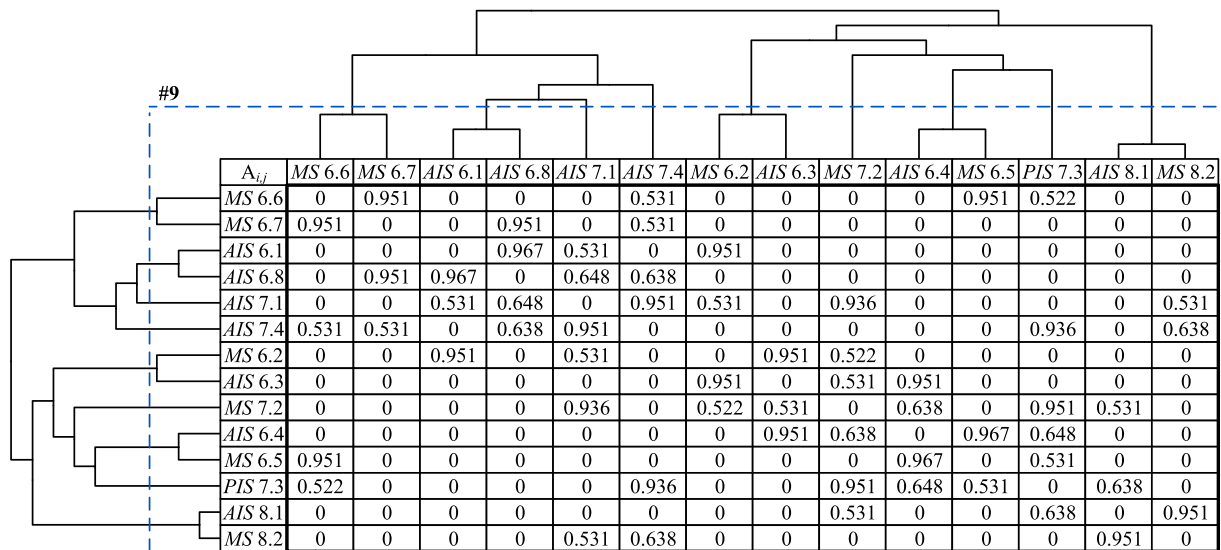 #9
A i,j MS 6.6 MS 6.7 AIS 6.1 AIS 6.8 AIS 7.1 AIS 7.4 MS 6.2 AIS 6.3 MS 7.2 AIS 6.4 MS 6.5 PIS 7.3 AIS 8.1 MS 8.2
MS 6.6 0 0.951 0 0 0 0.531 0 0 0 0 0.951 0.522 0 0
MS 6.7 0.951 0 0 0.951 0 0.531 0 0 0 0 0 0 0 0
AIS 6.1 0 0 0 0.967 0.531 0 0.951 0 0 0 0 0 0 0
AIS 6.8 0 0.951 0.967 0 0.648 0.638 0 0 0 0 0 0 0 0
AIS 7.1 0 0 0.531 0.648 0 0.951 0.531 0 0.936 0 0 0 0 0.531
AIS 7.4 0.531 0.531 0 0.638 0.951 0 0 0 0 0 0 0.936 0 0.638
MS 6.2 0 0 0.951 0 0.531 0 0 0.951 0.522 0 0 0 0 0
AIS 6.3 0 0 0 0 0 0 0.951 0 0.531 0.951 0 0 0 0
MS 7.2 0 0 0 0 0.936 0 0.522 0.531 0 0.638 0 0.951 0.531 0
AIS 6.4 0 0 0 0 0 0 0 0.951 0.638 0 0.967 0.648 0 0
MS 6.5 0.951 0 0 0 0 0 0 0 0 0.967 0 0.531 0 0
PIS 7.3 0.522 0 0 0 0 0.936 0 0 0.951 0.648 0.531 0 0.638 0
AIS 8.1 0 0 0 0 0 0 0 0 0.531 0 0 0.638 0 0.951
MS 8.2 0 0 0 0 0.531 0.638 0 0 0 0 0 0 0.951 0